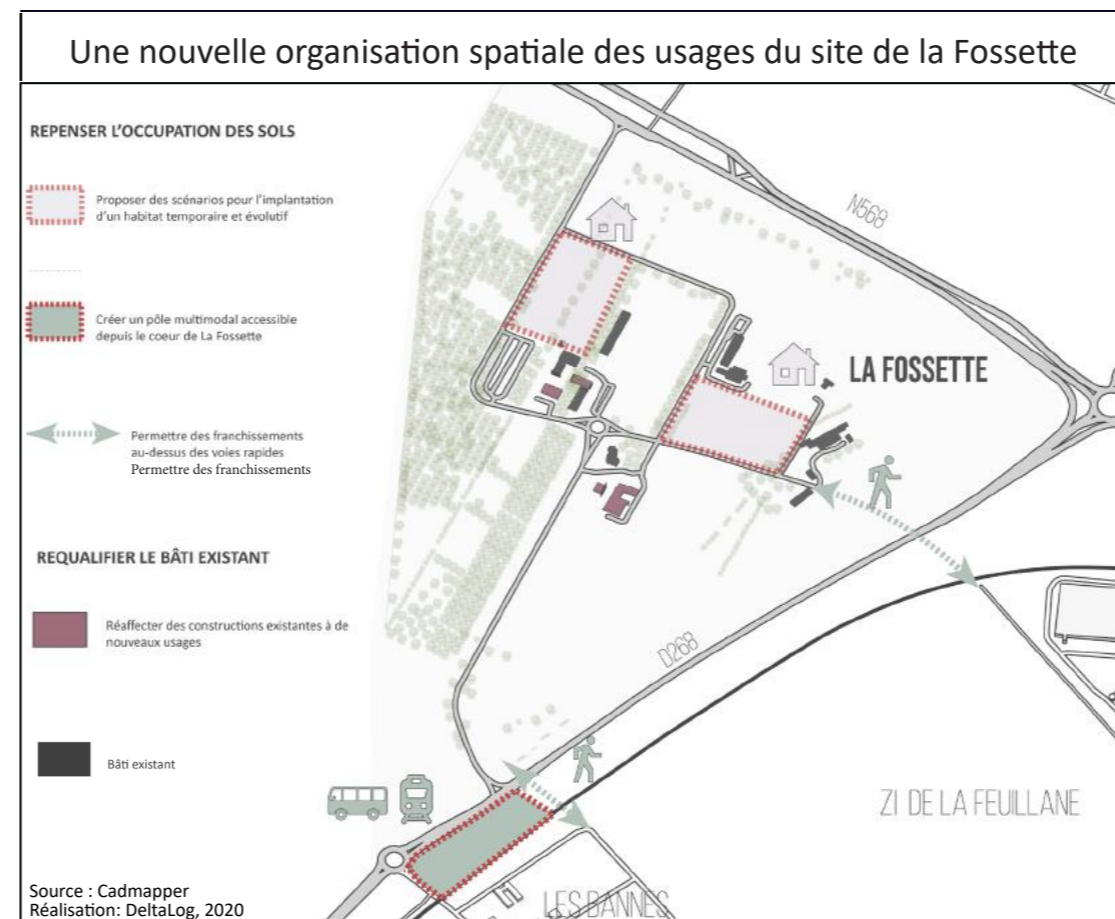 Une nouvelle organisation spatiale des usages du site de la Fossette
REPENSER L'OCCUPATION DES SOLS
Proposer des scénarios pour l'implantation
d'un habitat temporaire et évolutif
Créer un pôle multimodal accessible
depuis le coeur de La Fossette
Permettre des franchissements
au-dessus des voies rapides
Permettre des franchissements
REQUALIFIER LE BÂTI EXISTANT
Réaffecter des constructions existantes à de
nouveaux usages
Bâti existant
Source : Cadmapper
Réalisation: DeltaLog, 2020
N568
LA FOSSETTE
D268
ZI DE LA FEUILLANE
LES BANNES